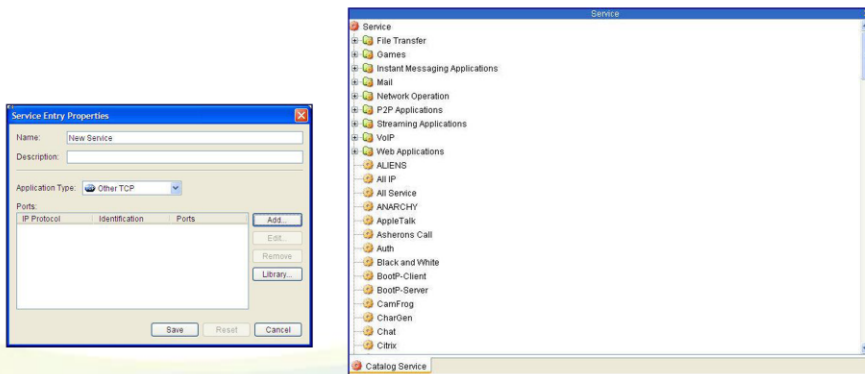 Service Entry Properties
Name: New Service
Description:
Application Type: Other TCP
Ports:
IP Protocol Identification Ports
Add...
Edit...
Remove
Library...
Save Reset Cancel
Service
Service
File Transfer
Games
Instant Messaging Applications
Mail
Network Operation
P2P Applications
Streaming Applications
VoIP
Web Applications
ALIENS
All IP
All Service
ANARCHY
AppleTalk
Asherons Call
Auth
Black and White
BootP-Client
BootP-Server
CamFrog
CharGen
Chat
Citrix
Catalog Service